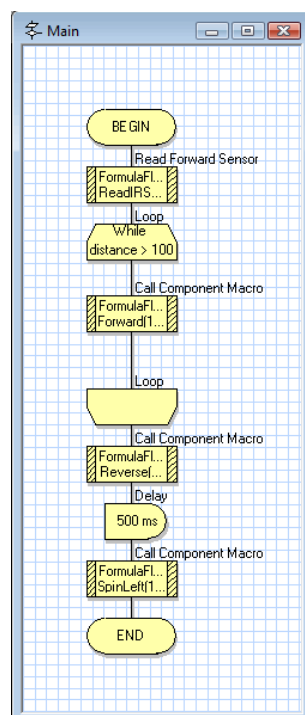 Main
BEGIN
Read Forward Sensor
FormulaFl...
ReadIRS...
Loop
While
distance > 100
Call Component Macro
FormulaFl...
Forward(1...
Loop
Call Component Macro
FormulaFl...
Reverse(...
Delay
500 ms
Call Component Macro
FormulaFl...
SpinLeft(1...
END